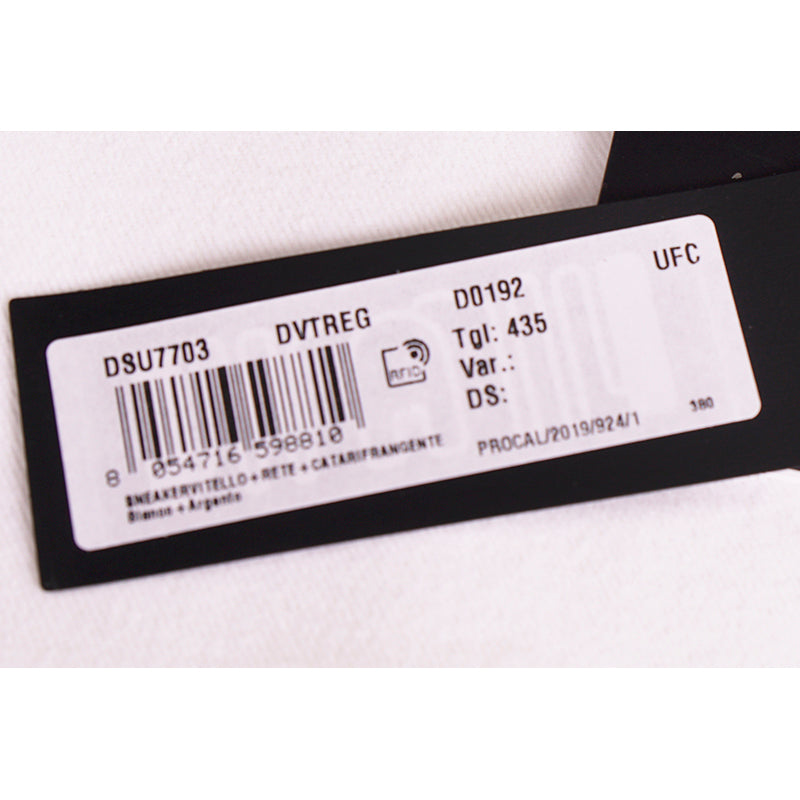 UFC
DSU7703 DVTREG D0192
RFID
Tgl: 435
Var.:
DS:
8 054716 598810
SNEAKERVITELLO+RETE+CATARIFRANGENTE
Bianco+Argento
PROCAL/2019/924/1
380